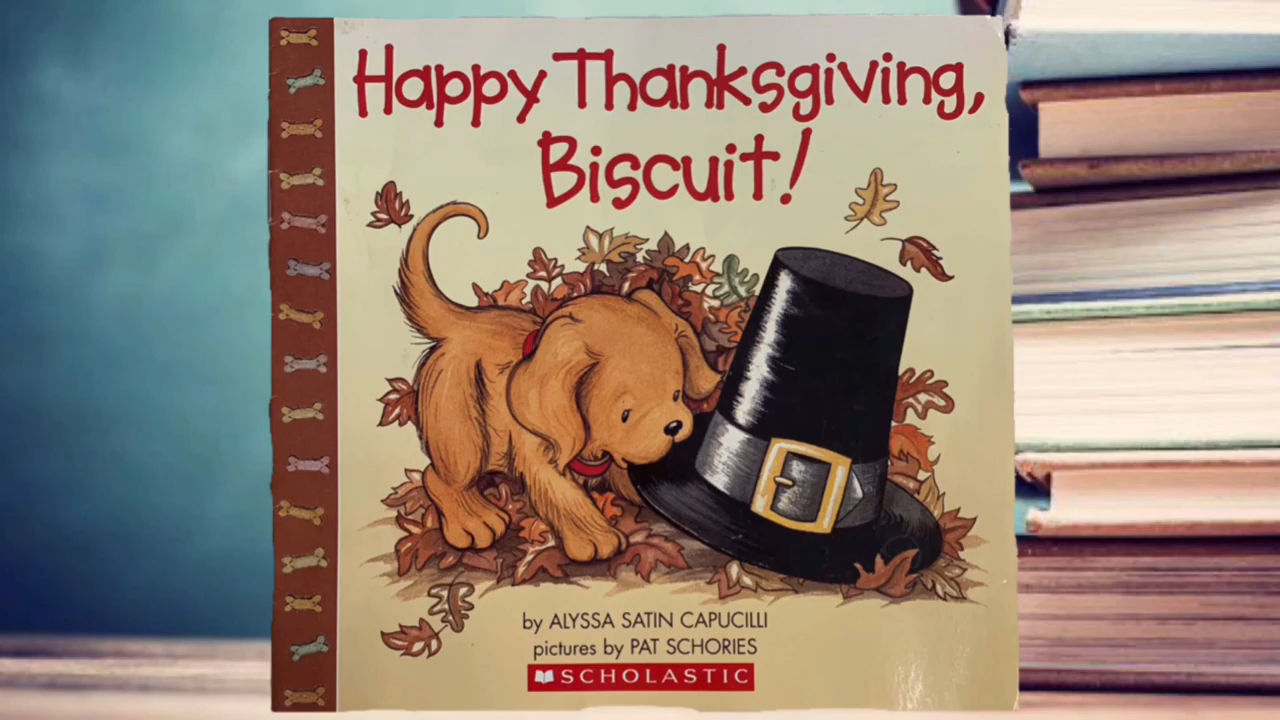 Happy Thanksgiving,
Biscuit!
by ALYSSA SATIN CAPUCILLI
pictures by PAT SCHORIES
SCHOLASTIC